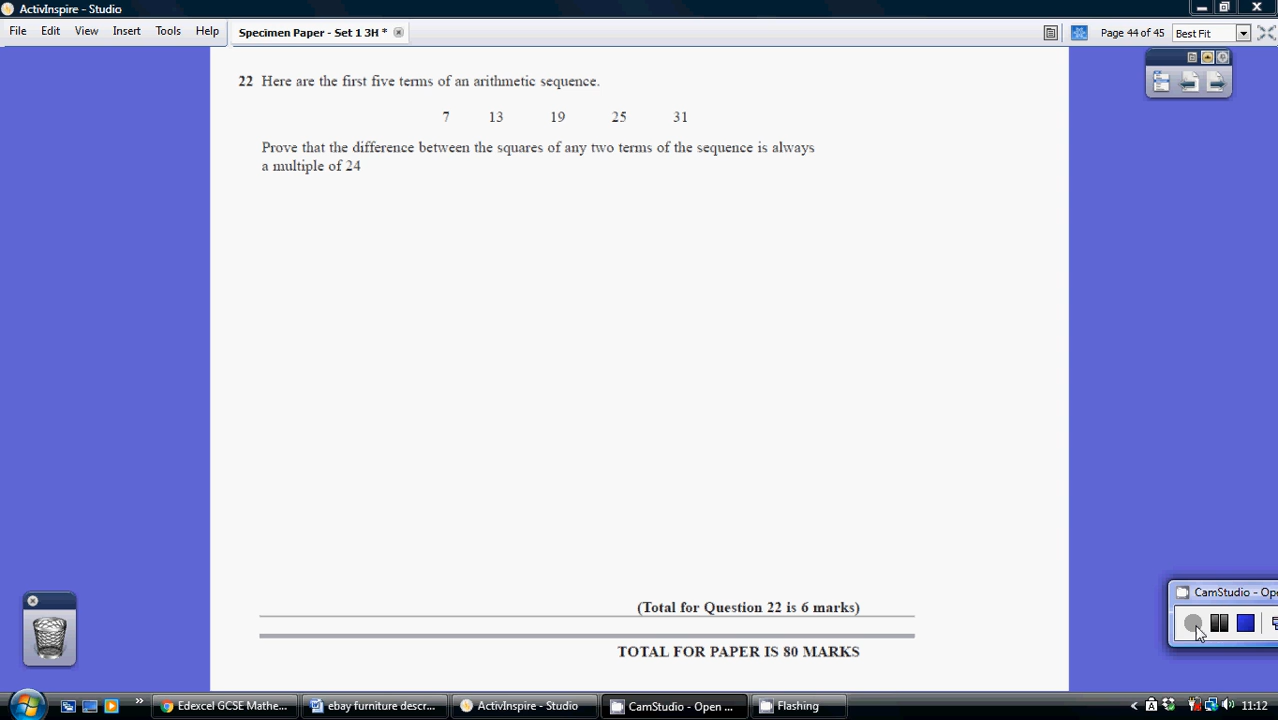 ActivInspire - Studio
File Edit View Insert Tools Help
Specimen Paper - Set 1 3H *
Page 44 of 45
Best Fit
22 Here are the first five terms of an arithmetic sequence.
7 13 19 25 31
Prove that the difference between the squares of any two terms of the sequence is always
a multiple of 24
CamStudio - Ope
(Total for Question 22 is 6 marks)
TOTAL FOR PAPER IS 80 MARKS
Edexcel GCSE Mathe...
ebay furniture descr...
ActivInspire - Studio
CamStudio - Open ...
Flashing
11:12